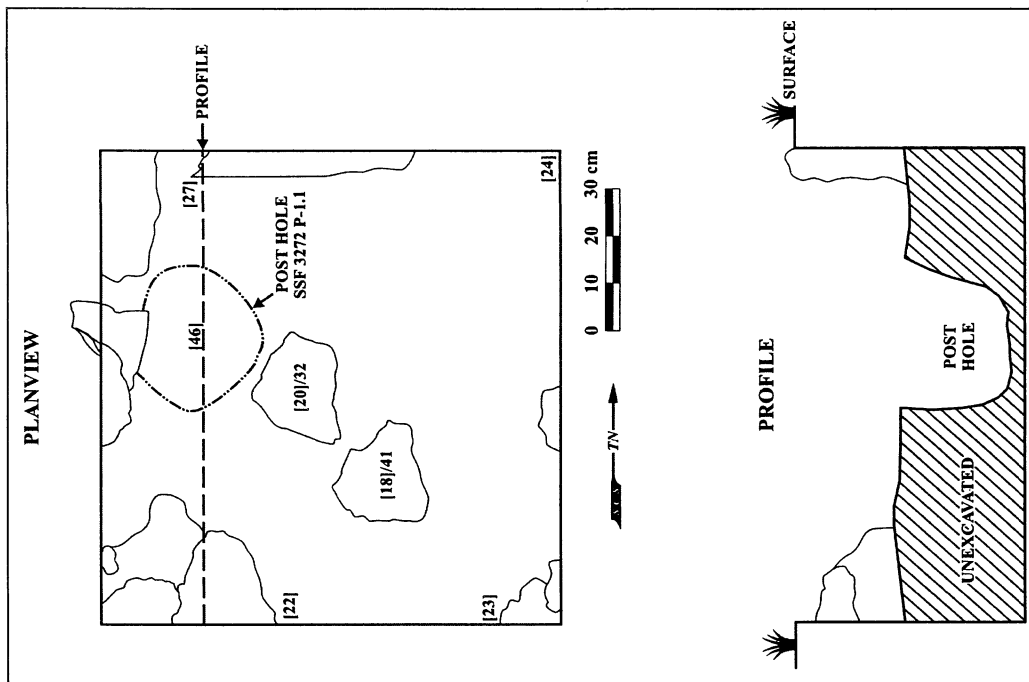 PLANVIEW
PROFILE
[27]
[24]
POST HOLE
SSF 3272 P-1.1
[46]
[20]/32
[18]/41
[22]
[23]
0 10 20 30 cm
TN
PROFILE
SURFACE
POST
HOLE
UNEXCAVATED